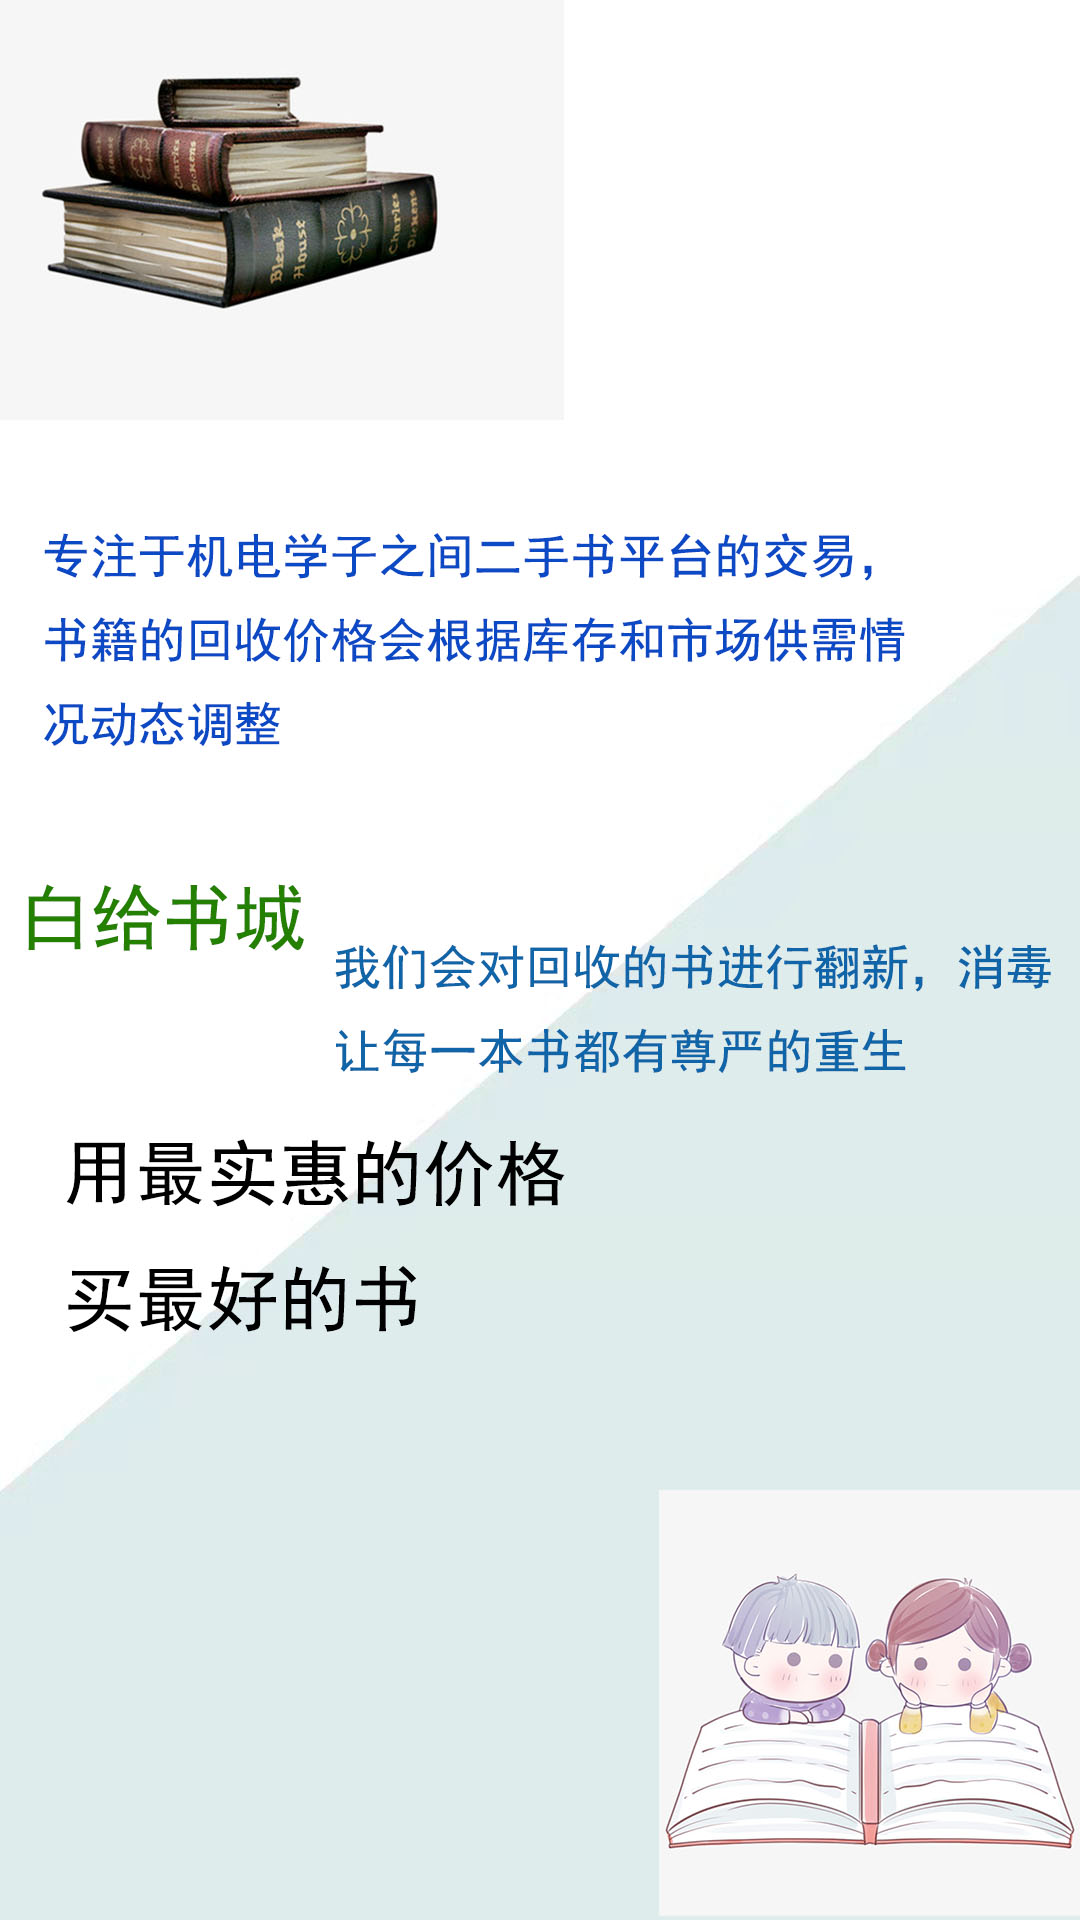 Bleak
House
Charles
Dickens
Bleak
House
Charles
Dickens
专注于机电学子之间二手书平台的交易，
书籍的回收价格会根据库存和市场供需情
况动态调整
白给书城
我们会对回收的书进行翻新，消毒
让每一本书都有尊严的重生
用最实惠的价格
买最好的书